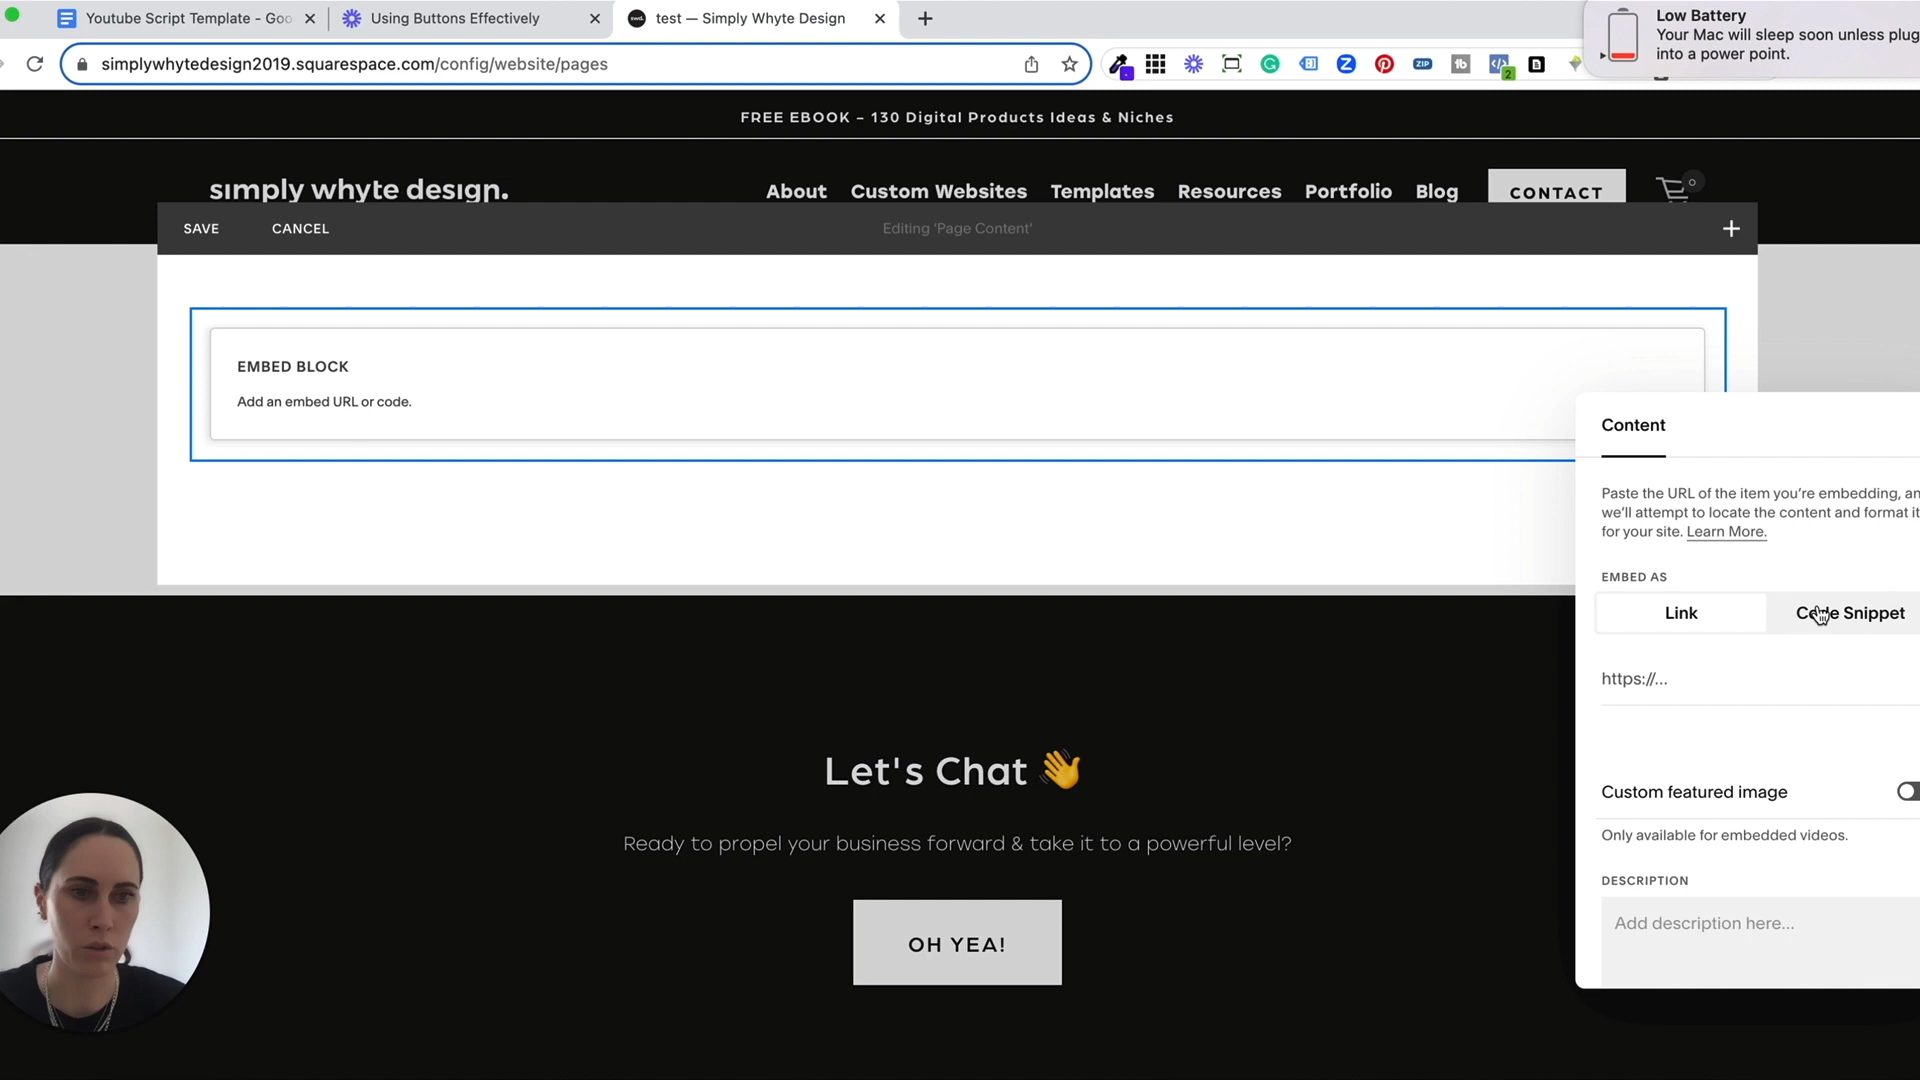 Youtube Script Template - Goo
Using Buttons Effectively
test — Simply Whyte Design
Low Battery
Your Mac will sleep soon unless plug
into a power point.
simplywhytedesign2019.squarespace.com/config/website/pages
ZIP
tb
2
FREE EBOOK – 130 Digital Products Ideas & Niches
simply whyte design.
About
Custom Websites
Templates
Resources
Portfolio
Blog
CONTACT
0
SAVE
CANCEL
Editing 'Page Content'
EMBED BLOCK
Add an embed URL or code.
Content
Paste the URL of the item you're embedding, an
we'll attempt to locate the content and format it
for your site. Learn More.
EMBED AS
Link
Code Snippet
https://...
Custom featured image
Only available for embedded videos.
DESCRIPTION
Add description here...
Let's Chat 👋
Ready to propel your business forward & take it to a powerful level?
OH YEA!